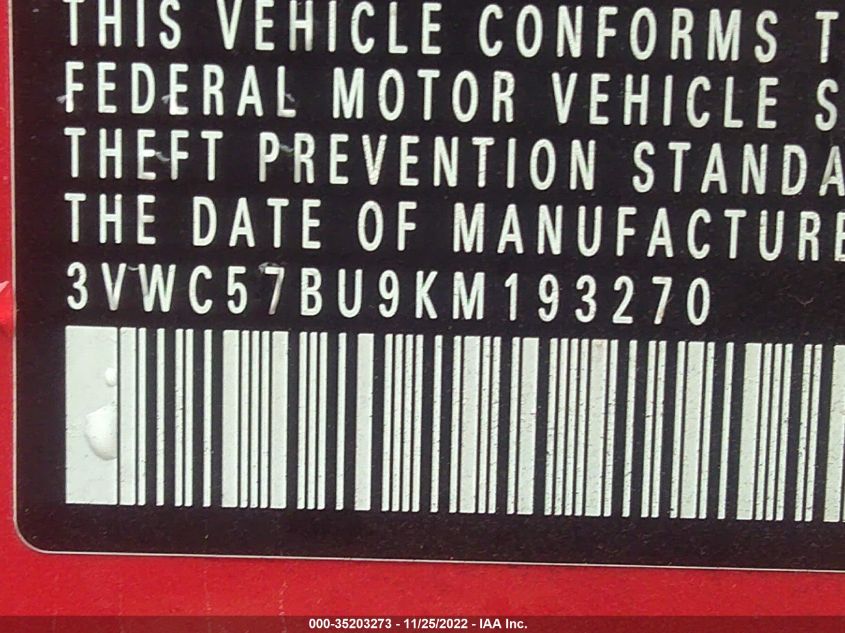 THIS VEHICLE CONFORMS T
FEDERAL MOTOR VEHICLE S
THEFT PREVENTION STANDA
THE DATE OF MANUFACTURE
3VWC57BU9KM193270
000-35203273 - 11/25/2022 - IAA Inc.